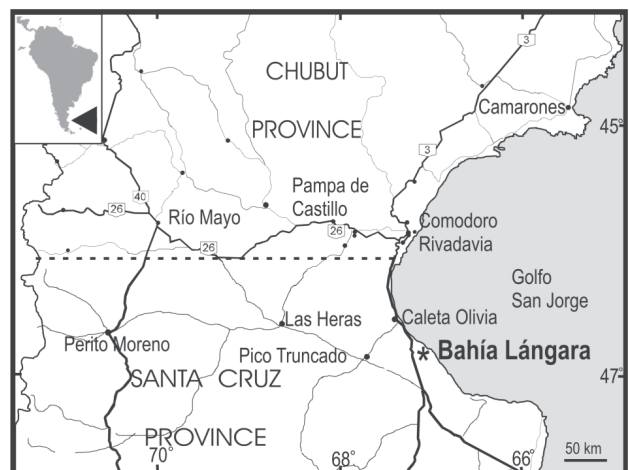 3
CHUBUT
PROVINCE
Camarones
45°
3
40
26
Río Mayo
Pampa de
Castillo
26
26
Comodoro
Rivadavia
Golfo
San Jorge
Las Heras
Caleta Olivia
Perito Moreno
Pico Truncado
* Bahía Lángara
SANTA CRUZ
47°
PROVINCE
70°
68°
66°
50 km